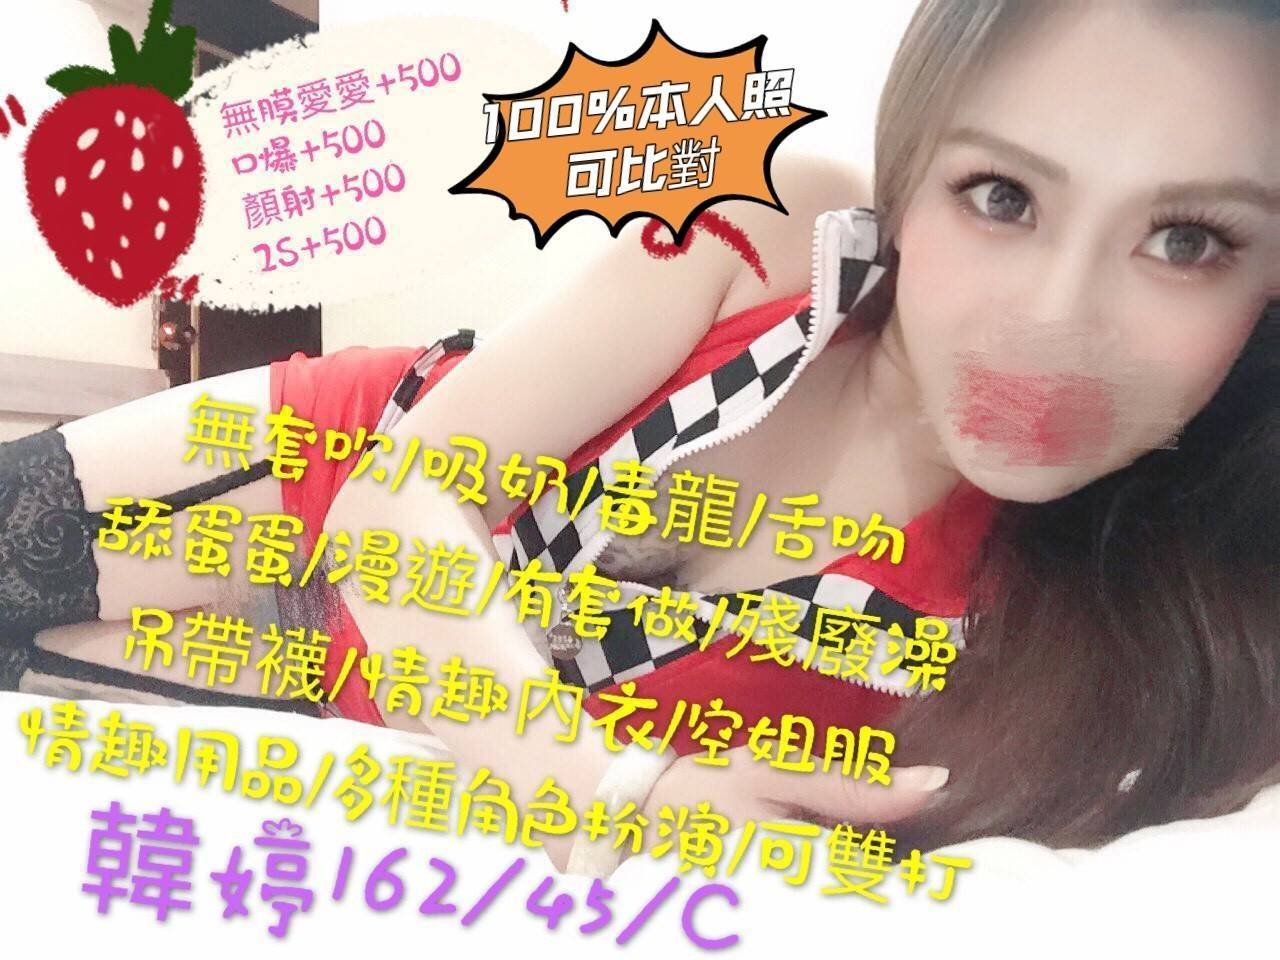 無膜愛愛+500
口爆+500
顏射+500
2S+500
100%本人照
可比對
無套吹/吸奶/毒龍/舌吻
舔蛋蛋/漫遊/有套做/殘廢澡
吊帶襪/情趣內衣/空姐服
情趣用品/多種角色扮演/可雙打
韓婷162/45/C